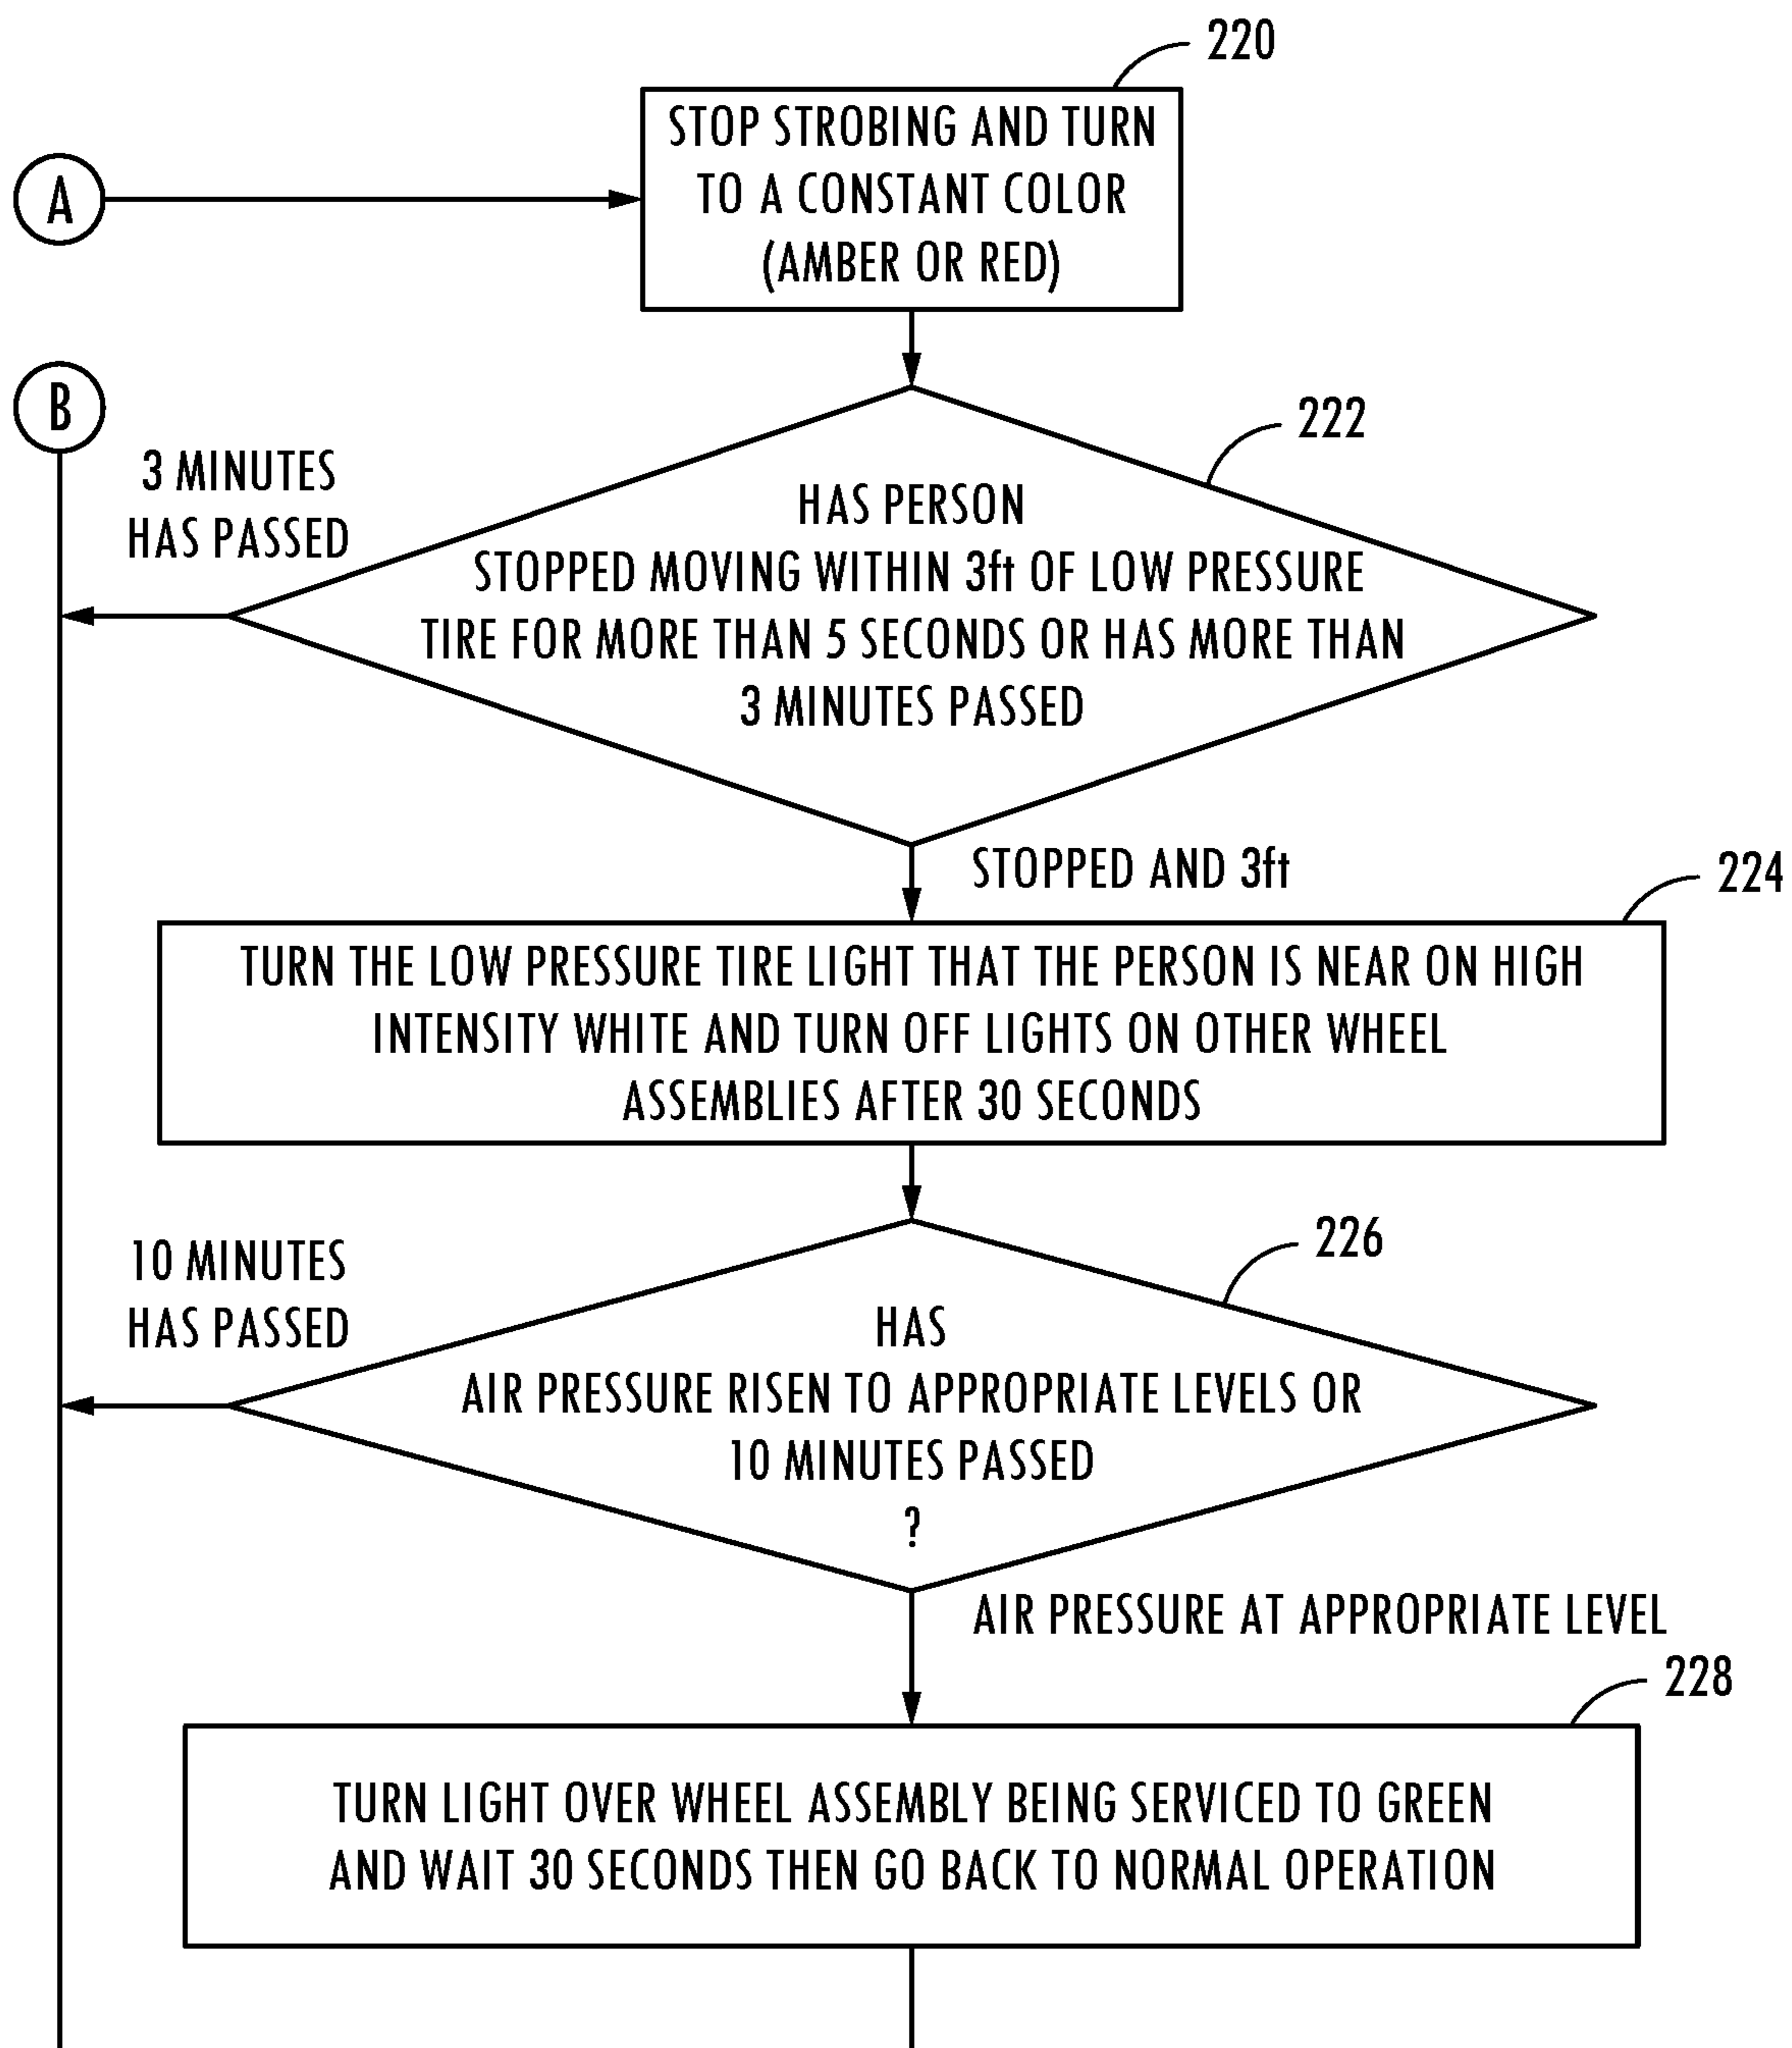 220
STOP STROBING AND TURN
TO A CONSTANT COLOR
(AMBER OR RED)
A
B
3 MINUTES
HAS PASSED
222
HAS PERSON
STOPPED MOVING WITHIN 3ft OF LOW PRESSURE
TIRE FOR MORE THAN 5 SECONDS OR HAS MORE THAN
3 MINUTES PASSED
STOPPED AND 3ft
224
TURN THE LOW PRESSURE TIRE LIGHT THAT THE PERSON IS NEAR ON HIGH
INTENSITY WHITE AND TURN OFF LIGHTS ON OTHER WHEEL
ASSEMBLIES AFTER 30 SECONDS
10 MINUTES
HAS PASSED
226
HAS
AIR PRESSURE RISEN TO APPROPRIATE LEVELS OR
10 MINUTES PASSED
?
AIR PRESSURE AT APPROPRIATE LEVEL
228
TURN LIGHT OVER WHEEL ASSEMBLY BEING SERVICED TO GREEN
AND WAIT 30 SECONDS THEN GO BACK TO NORMAL OPERATION